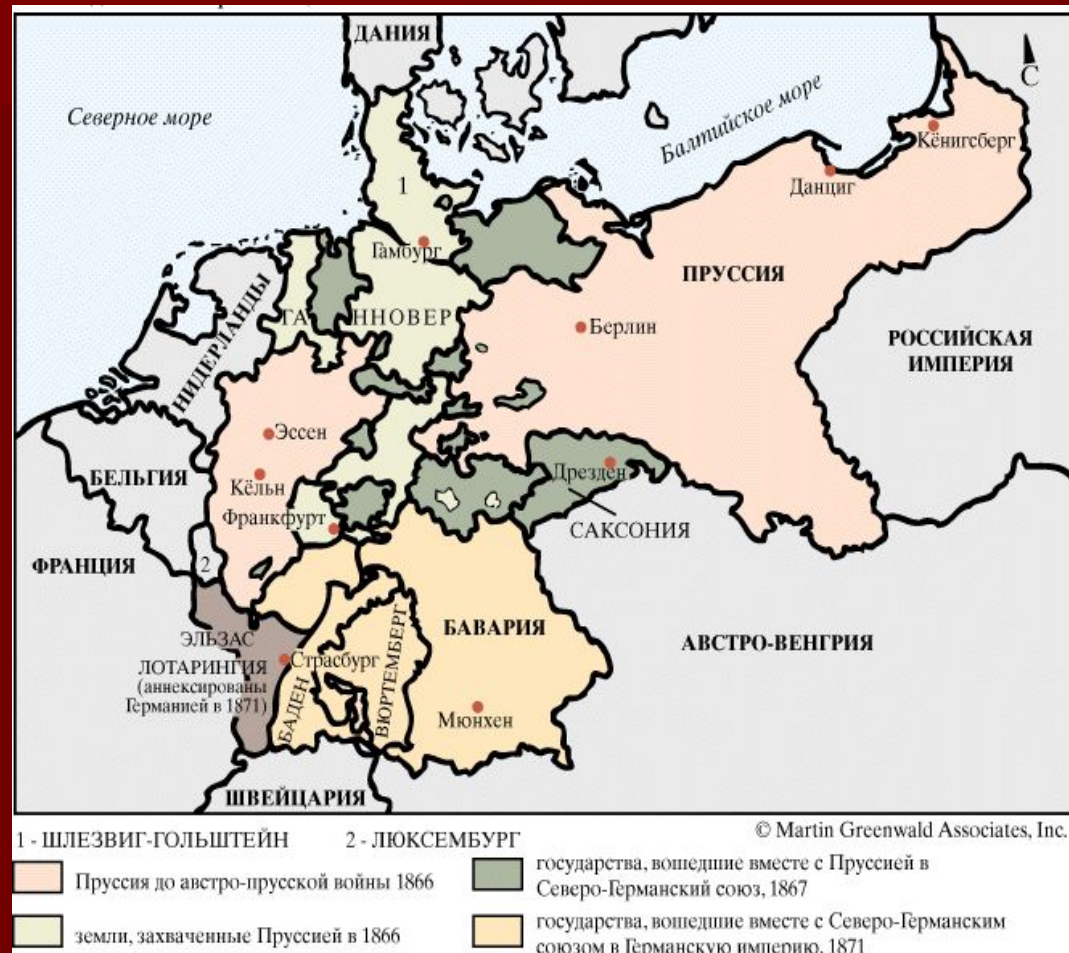 ДАНИЯ
С
Северное море
Балтийское море
Кёнигсберг
Данциг
1
Гамбург
ПРУССИЯ
НИДЕРЛАНДЫ
ГАННОВЕР
Берлин
РОССИЙСКАЯ
ИМПЕРИЯ
Эссен
БЕЛЬГИЯ
Кёльн
Дрезден
Франкфурт
САКСОНИЯ
ФРАНЦИЯ
2
БАВАРИЯ
ЭЛЬЗАС
ЛОТАРИНГИЯ
(аннексированы
Германией в 1871)
Страсбург
БАДЕН
ВЮРТЕМБЕРГ
АВСТРО-ВЕНГРИЯ
Мюнхен
ШВЕЙЦАРИЯ
© Martin Greenwald Associates, Inc.
1 - ШЛЕЗВИГ-ГОЛЬШТЕЙН 2 - ЛЮКСЕМБУРГ
Пруссия до австро-прусской войны 1866
государства, вошедшие вместе с Пруссией в
Северо-Германский союз, 1867
земли, захваченные Пруссией в 1866
государства, вошедшие вместе с Северо-Германским
союзом в Германскую империю, 1871